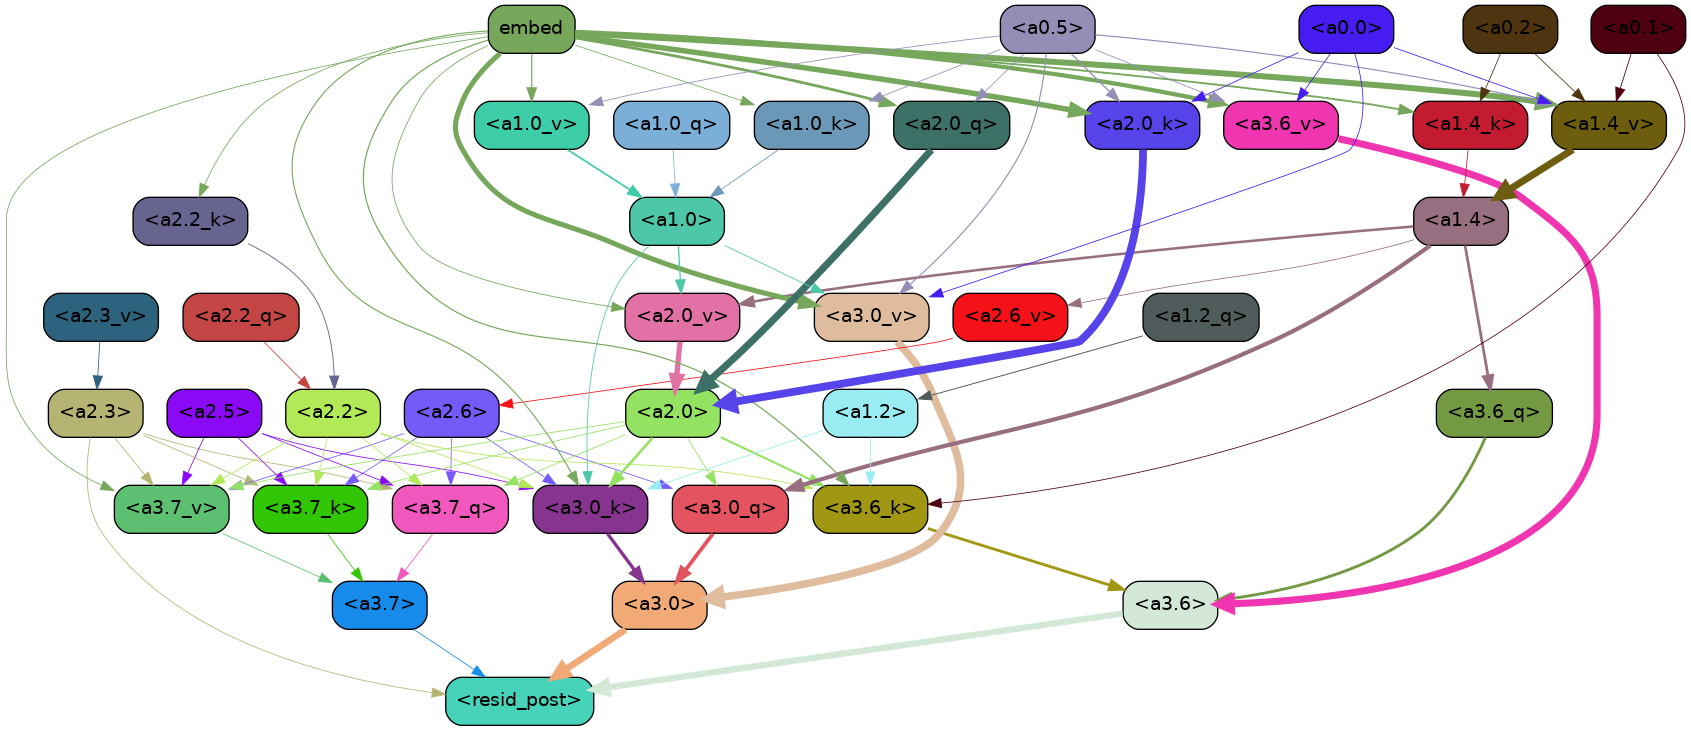 embed <a0.5> <a0.0> <a0.2> <a0.1>
<a1.0_v> <a1.0_q> <a1.0_k> <a2.0_q> <a2.0_k> <a3.6_v> <a1.4_k> <a1.4_v>
<a2.2_k> <a1.0> <a1.4>
<a2.3_v> <a2.2_q> <a2.0_v> <a3.0_v> <a2.6_v> <a1.2_q>
<a2.3> <a2.5> <a2.2> <a2.6> <a2.0> <a1.2> <a3.6_q>
<a3.7_v> <a3.7_k> <a3.7_q> <a3.0_k> <a3.0_q> <a3.6_k>
<a3.7> <a3.0> <a3.6>
<resid_post>